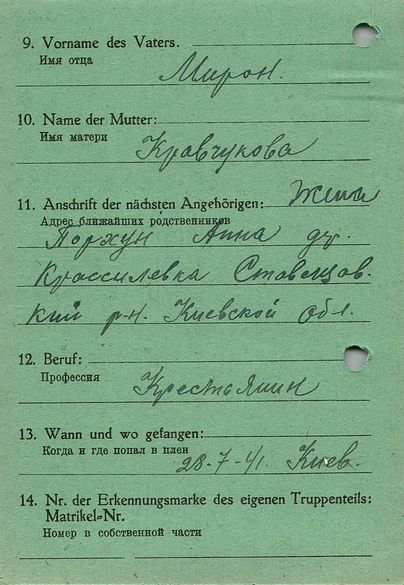 9. Vorname des Vaters.
Имя отца
Мирон.
10. Name der Mutter:
Имя матери
Кравчукова
11. Anschrift der nächsten Angehörigen: Жена
Адрес ближайших родственников
Порхун Анна др.
Крассилевка Ставещов.
кий р-н. Киевской обл.
12. Beruf:
Профессия
Крестьянин
13. Wann und wo gefangen:
Когда и где попал в плен
28-7-41. Киев.
14. Nr. der Erkennungsmarke des eigenen Truppenteils:
Matrikel=Nr.
Номер в собственной части